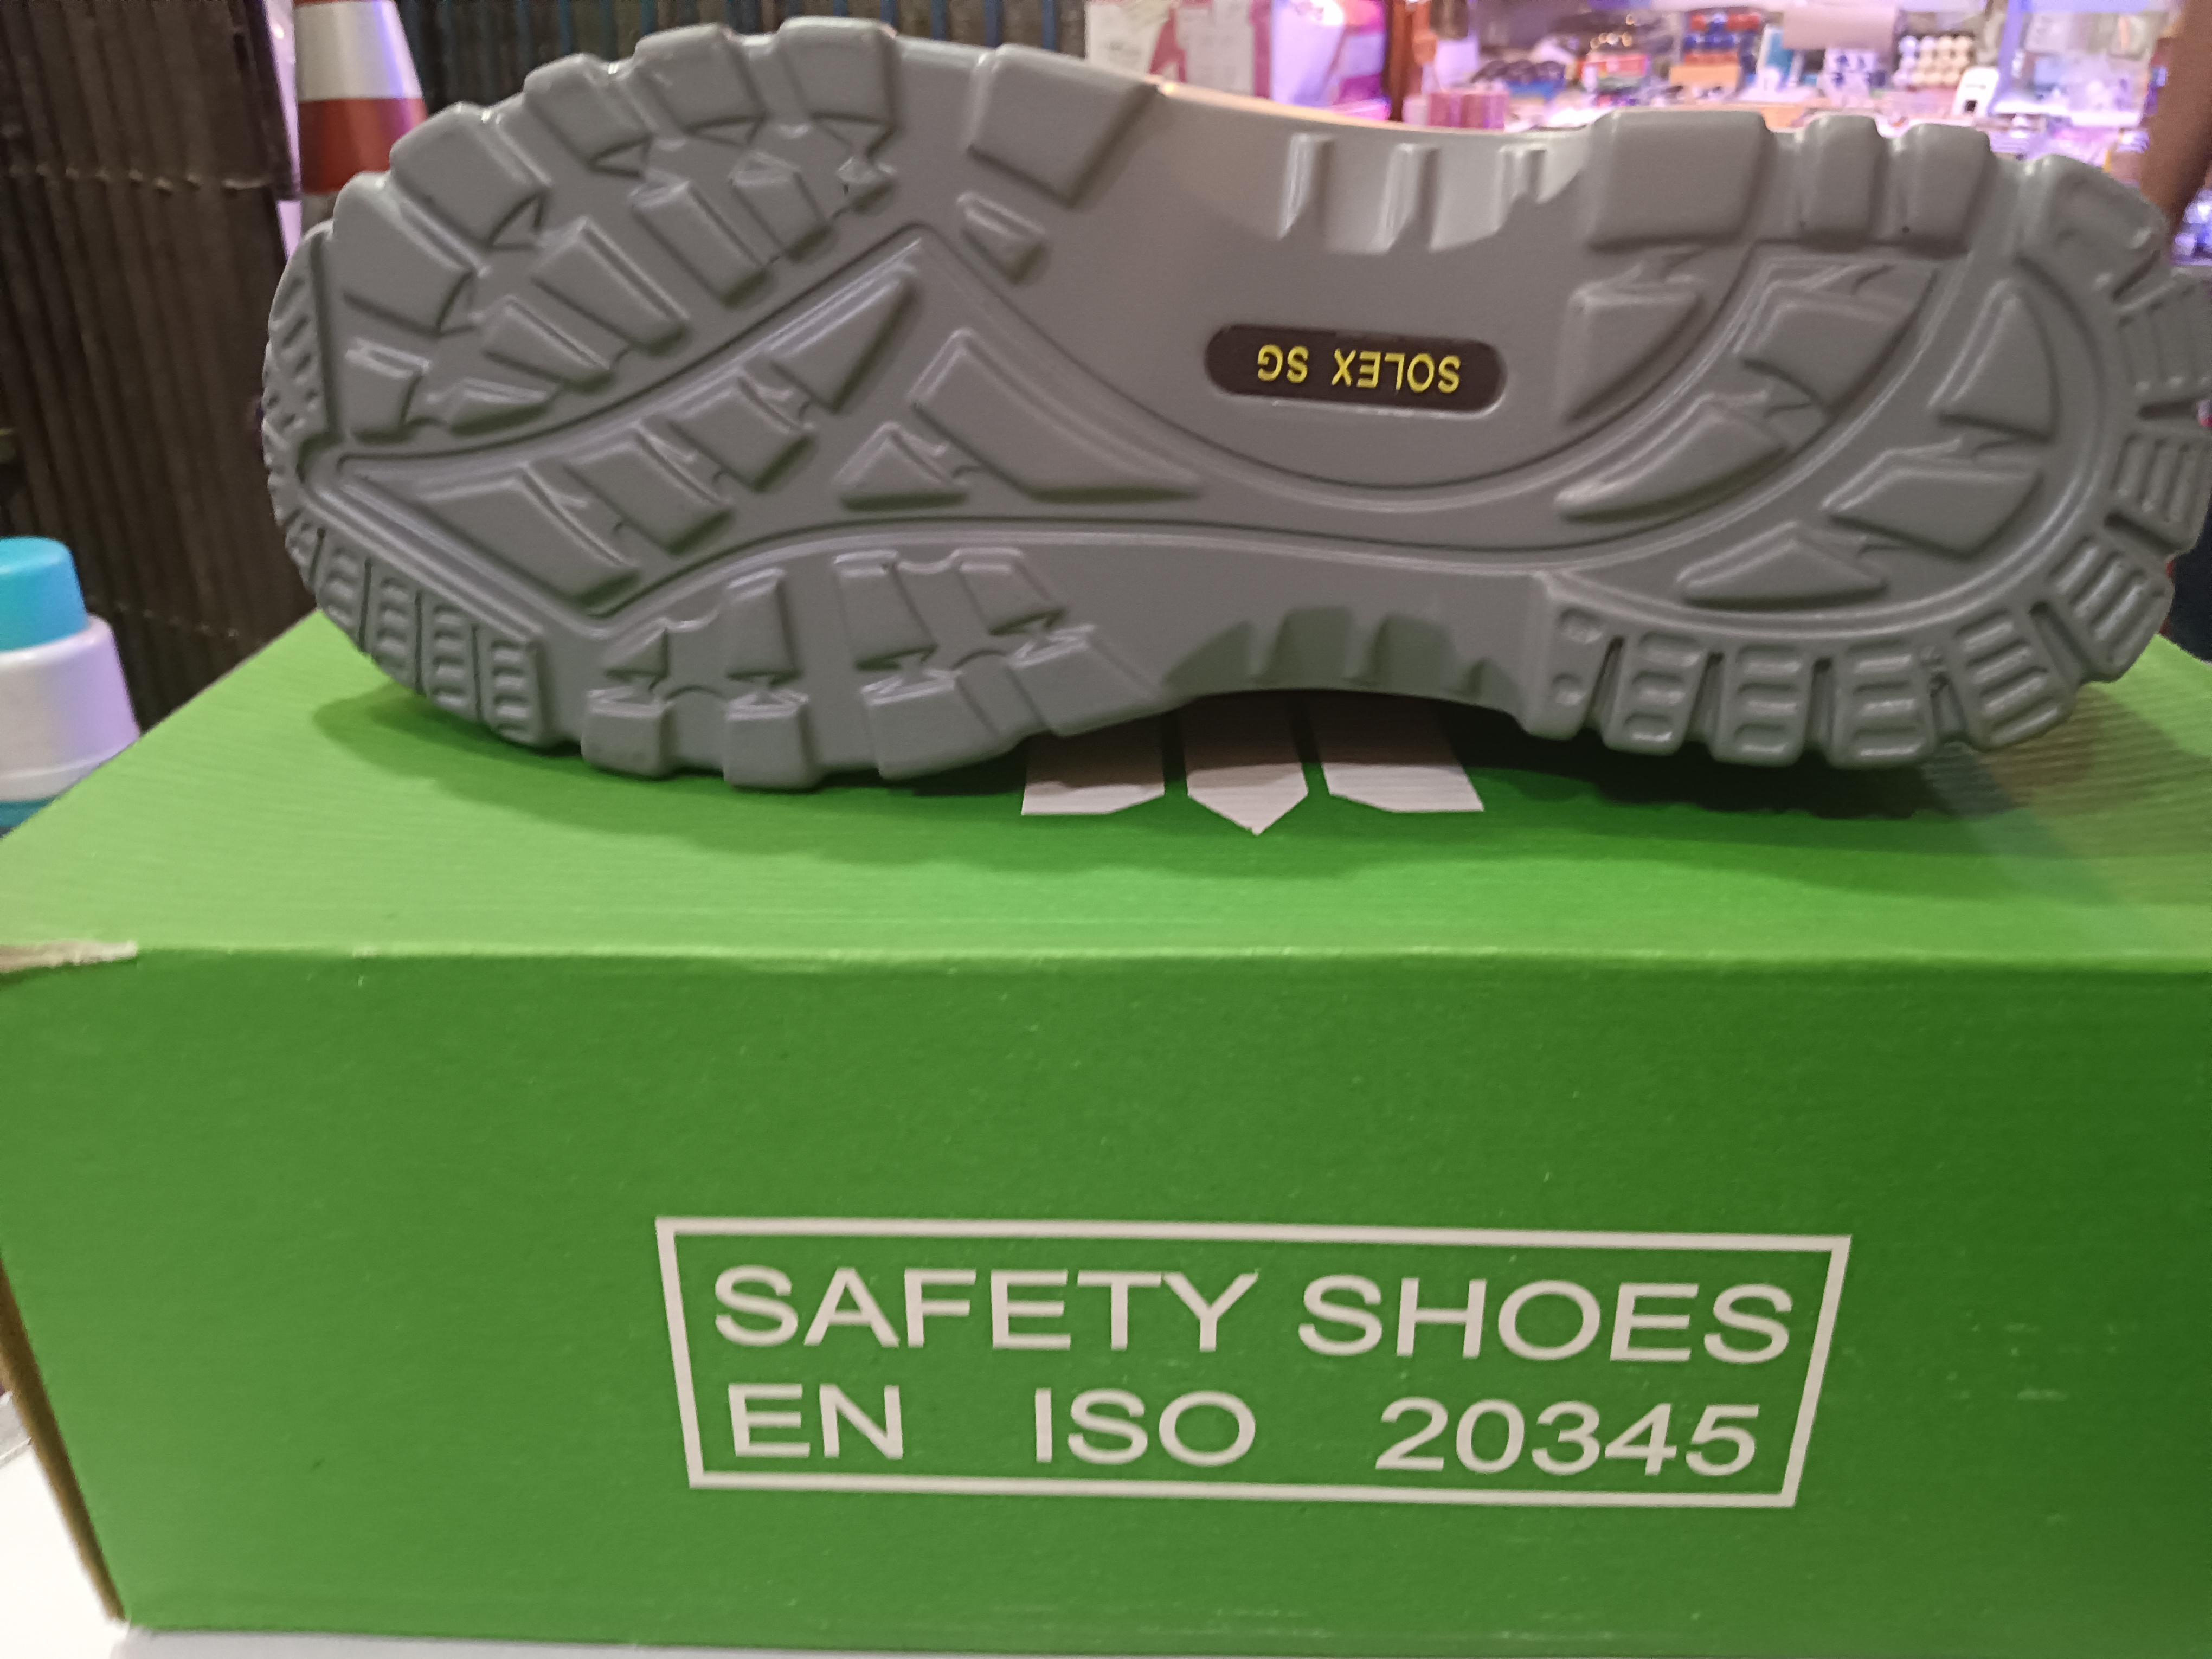 SOLEX SG
SAFETY SHOES
EN ISO 20345